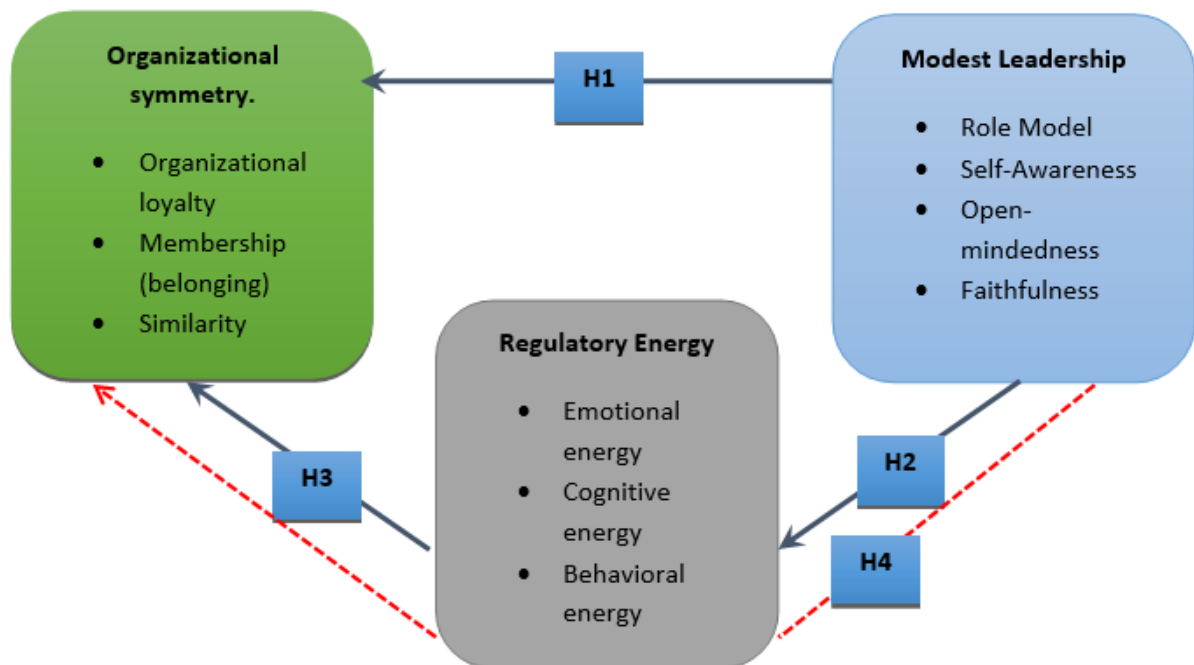 Organizational
symmetry.
• Organizational
loyalty
• Membership
(belonging)
• Similarity
H1
Modest Leadership
• Role Model
• Self-Awareness
• Open-
mindedness
• Faithfulness
Regulatory Energy
• Emotional
energy
• Cognitive
energy
• Behavioral
energy
H3
H2
H4